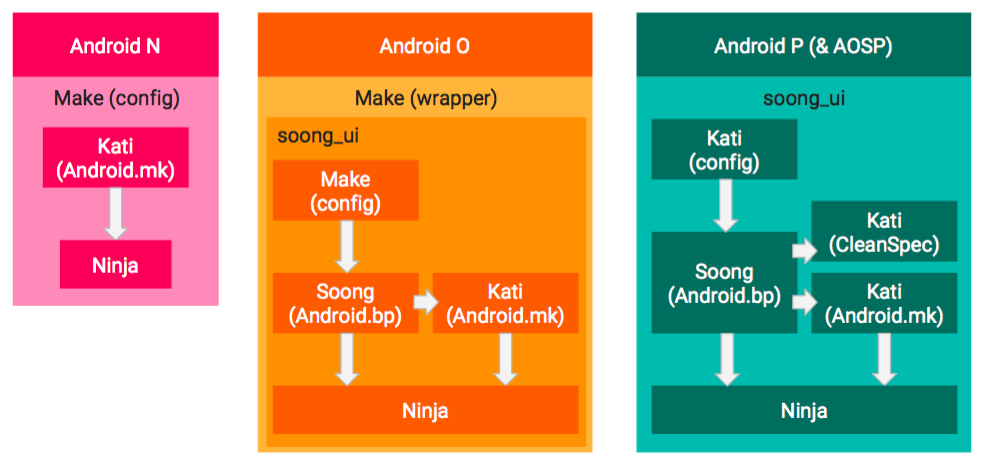 Android N
Make (config)
Kati
(Android.mk)
Ninja
Android O
Make (wrapper)
soong_ui
Make
(config)
Soong
(Android.bp)
Kati
(Android.mk)
Ninja
Android P (& AOSP)
soong_ui
Kati
(config)
Kati
(CleanSpec)
Soong
(Android.bp)
Kati
(Android.mk)
Ninja